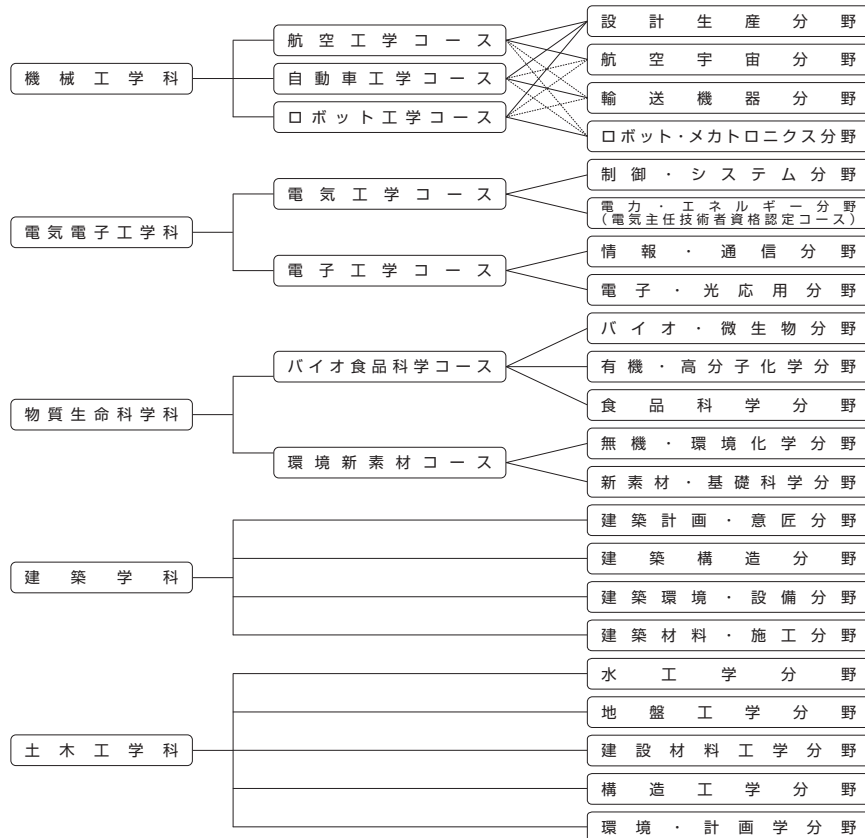 機械工学科
航空工学コース
自動車工学コース
ロボット工学コース
設計生産分野
航空宇宙分野
輸送機器分野
ロボット・メカトロニクス分野
電気電子工学科
電気工学コース
電子工学コース
制御・システム分野
電力・エネルギー分野
(電気主任技術者資格認定コース)
情報・通信分野
電子・光応用分野
物質生命科学科
バイオ食品科学コース
環境新素材コース
バイオ・微生物分野
有機・高分子化学分野
食品科学分野
無機・環境化学分野
新素材・基礎科学分野
建築学科
建築計画・意匠分野
建築構造分野
建築環境・設備分野
建築材料・施工分野
土木工学科
水工学分野
地盤工学分野
建設材料工学分野
構造工学分野
環境・計画学分野